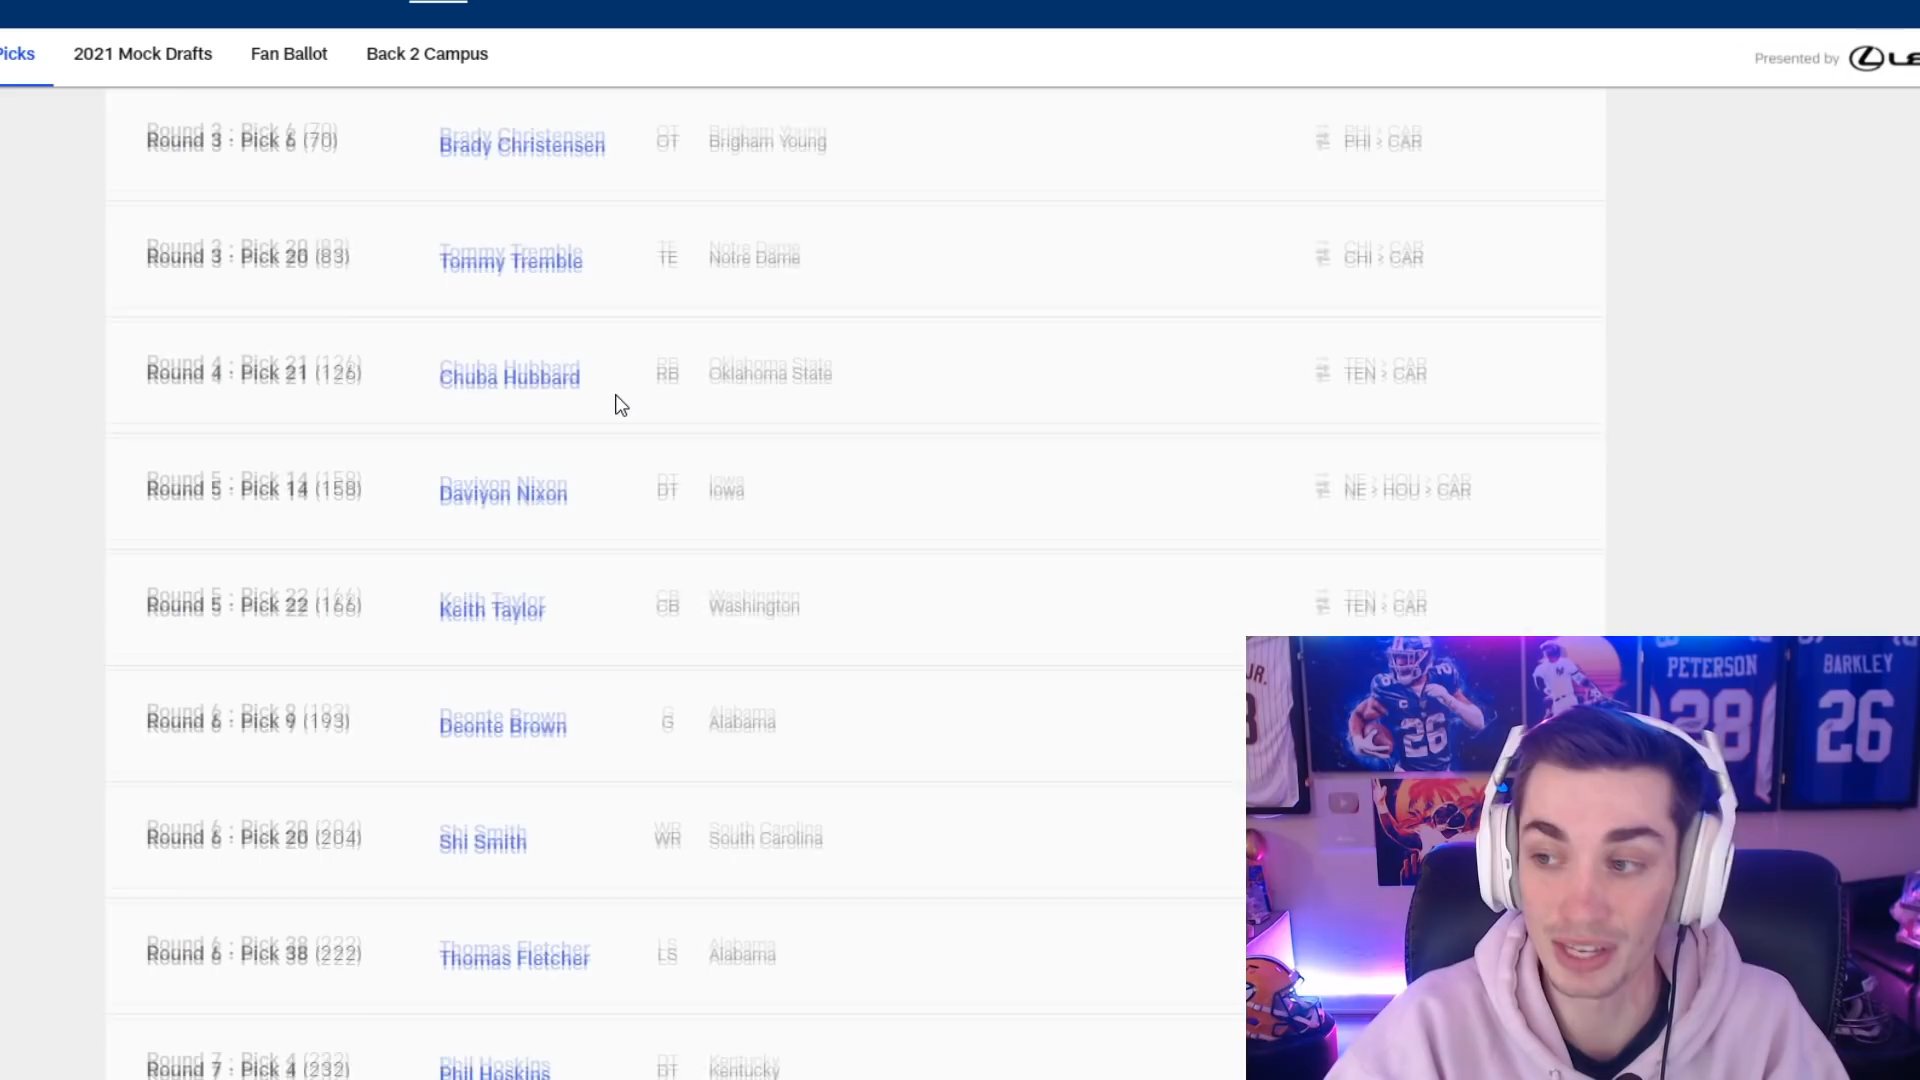 Picks 2021 Mock Drafts Fan Ballot Back 2 Campus Presented by
Round 3 · Pick 6 (70) Brady Christensen OT Brigham Young PHI > CAR
Round 3 · Pick 20 (83) Tommy Tremble TE Notre Dame CHI > CAR
Round 4 · Pick 21 (126) Chuba Hubbard RB Oklahoma State TEN > CAR
Round 5 · Pick 14 (158) Daviyon Nixon DT Iowa NE > HOU > CAR
Round 5 · Pick 22 (166) Keith Taylor CB Washington TEN > CAR
Round 6 · Pick 9 (193) Deonte Brown G Alabama
Round 6 · Pick 20 (204) Shi Smith WR South Carolina
Round 6 · Pick 38 (222) Thomas Fletcher LS Alabama
Round 7 · Pick 4 (232) Phil Hoskins DT Kentucky
JR.
PETERSON
28
BARKLEY
26
26